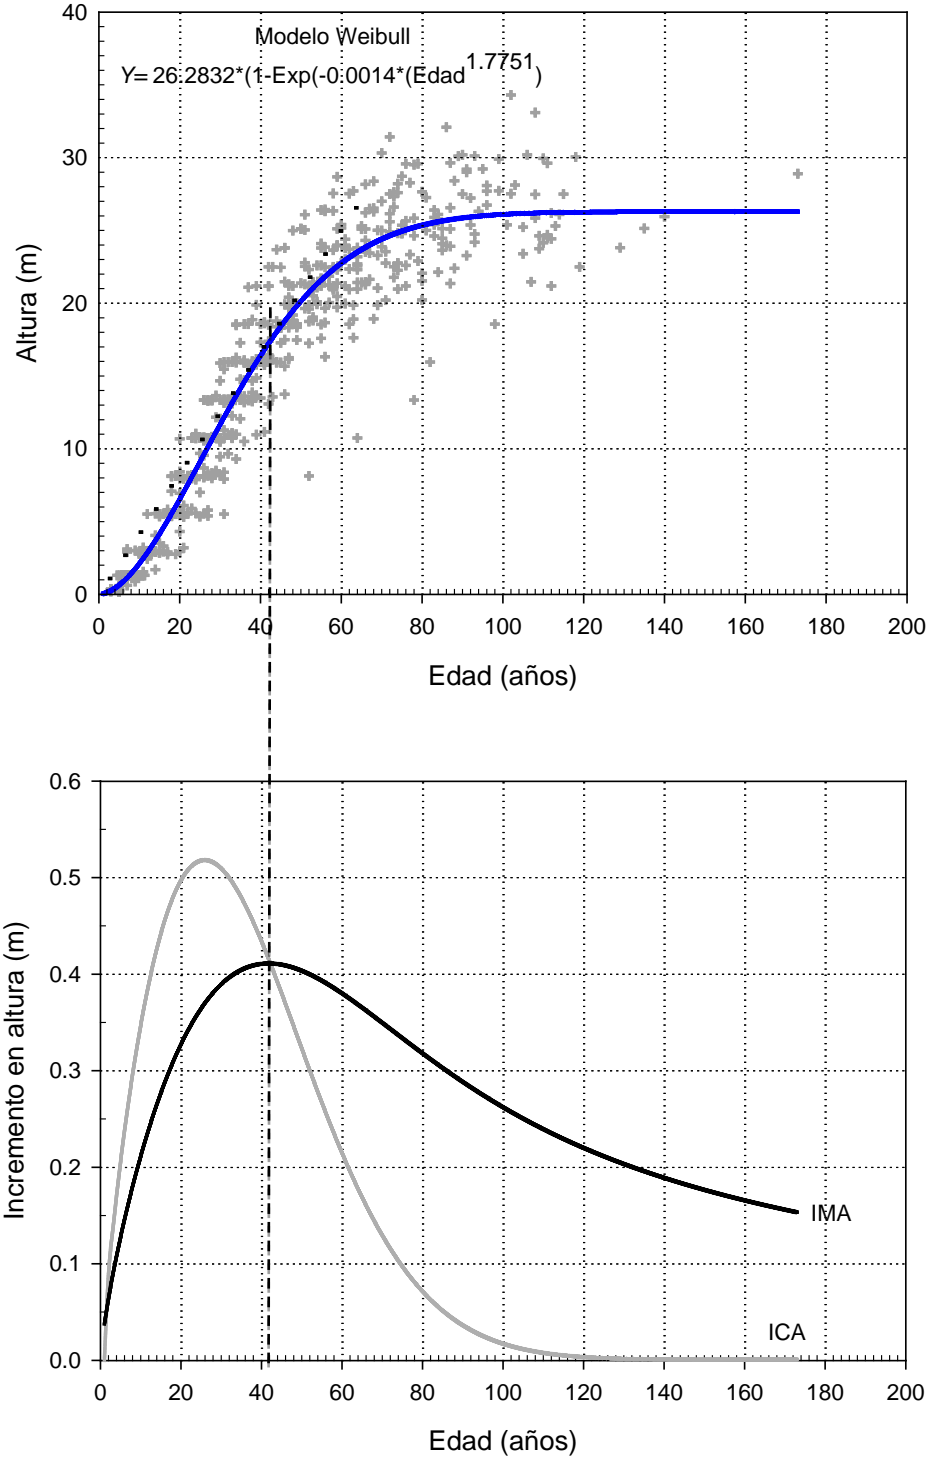 40
Modelo Weibull
Y= 26.2832*(1-Exp(-0.0014*(Edad^1.7751)
30
20
10
0
Altura (m)
0 20 40 60 80 100 120 140 160 180 200
Edad (años)
0.6
0.5
0.4
0.3
0.2
0.1
0.0
Incremento en altura (m)
IMA
ICA
0 20 40 60 80 100 120 140 160 180 200
Edad (años)